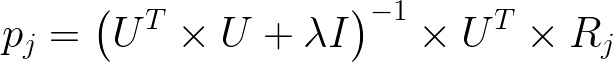 p_j = (U^T × U + λI)^{-1} × U^T × R_j